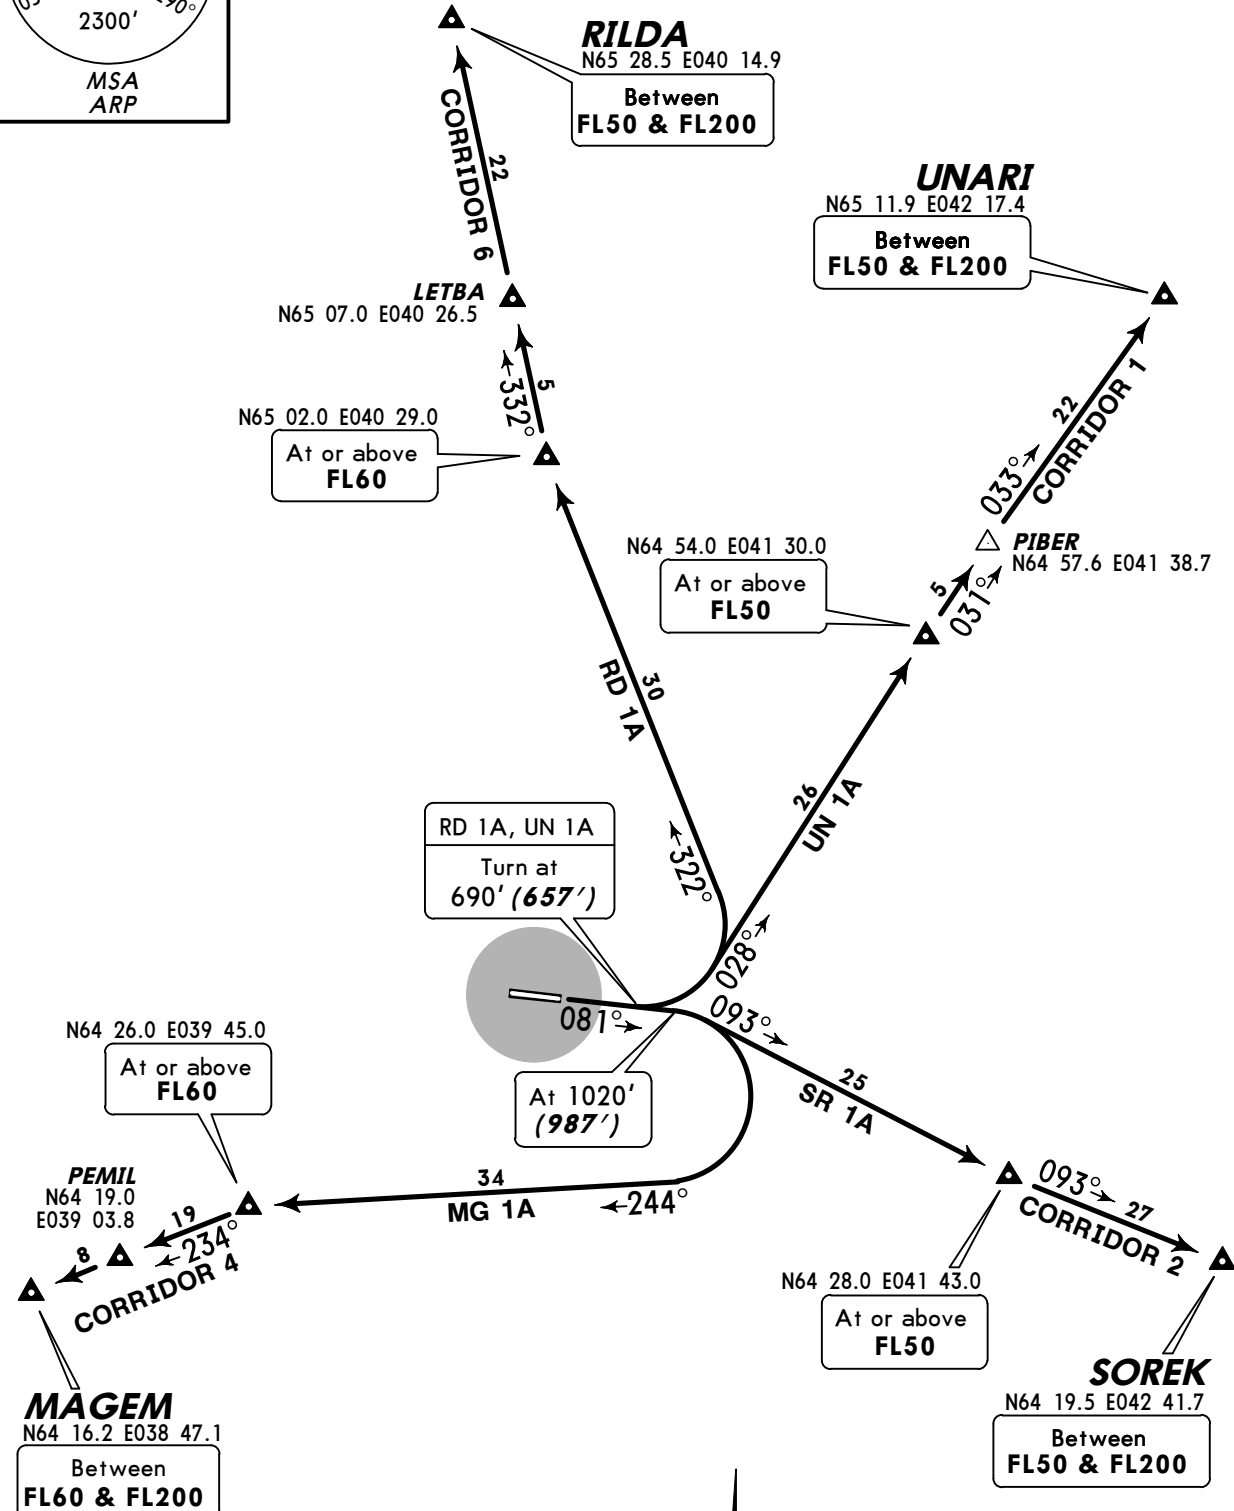 2300'
MSA
ARP
RILDA
N65 28.5 E040 14.9
Between
FL50 & FL200
CORRIDOR 6
22
UNARI
N65 11.9 E042 17.4
Between
FL50 & FL200
LETBA
N65 07.0 E040 26.5
5
332°
N65 02.0 E040 29.0
At or above
FL60
22
CORRIDOR 1
033°
PIBER
N64 57.6 E041 38.7
N64 54.0 E041 30.0
At or above
FL50
5
031°
30
RD 1A
26
UN 1A
RD 1A, UN 1A
Turn at
690' (657')
322°
028°
081°
093°
N64 26.0 E039 45.0
At or above
FL60
At 1020'
(987')
25
SR 1A
PEMIL
N64 19.0
E039 03.8
34
MG 1A
244°
19
234°
8
CORRIDOR 4
093°
27
CORRIDOR 2
N64 28.0 E041 43.0
At or above
FL50
SOREK
N64 19.5 E042 41.7
Between
FL50 & FL200
MAGEM
N64 16.2 E038 47.1
Between
FL60 & FL200